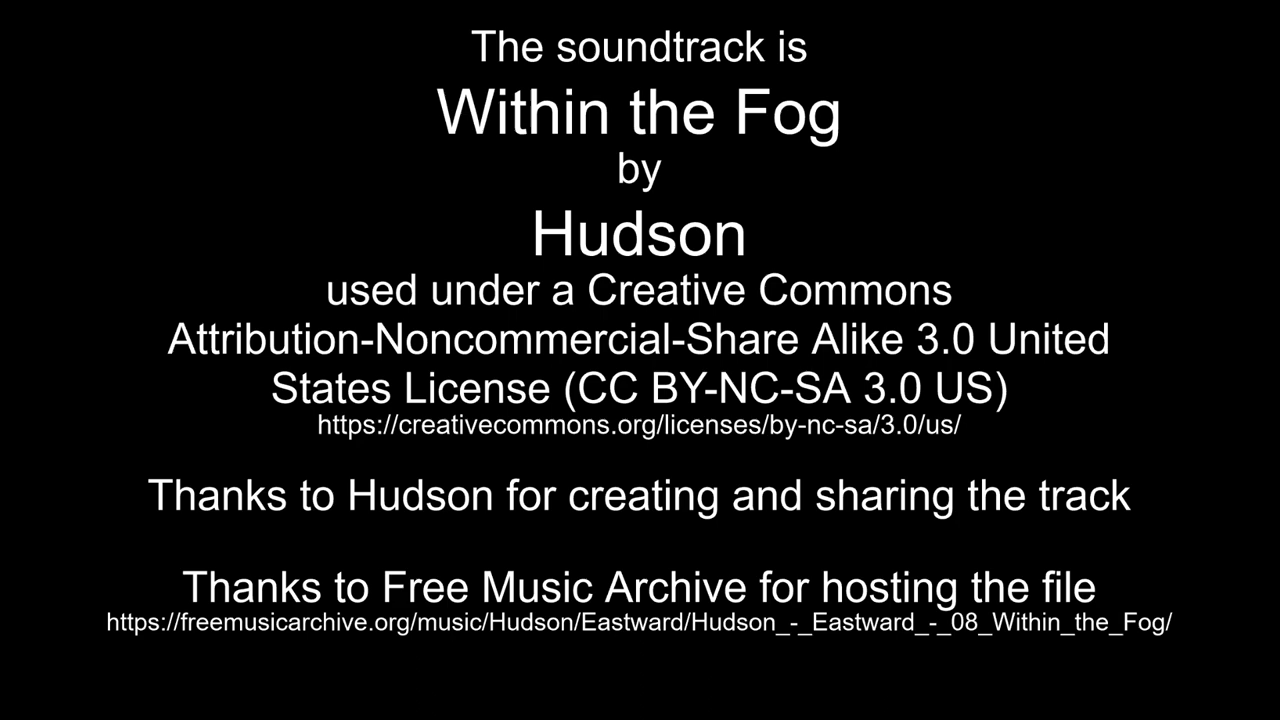 The soundtrack is
Within the Fog
by
Hudson
used under a Creative Commons
Attribution-Noncommercial-Share Alike 3.0 United
States License (CC BY-NC-SA 3.0 US)
https://creativecommons.org/licenses/by-nc-sa/3.0/us/
Thanks to Hudson for creating and sharing the track
Thanks to Free Music Archive for hosting the file
https://freemusicarchive.org/music/Hudson/Eastward/Hudson_-_Eastward_-_08_Within_the_Fog/